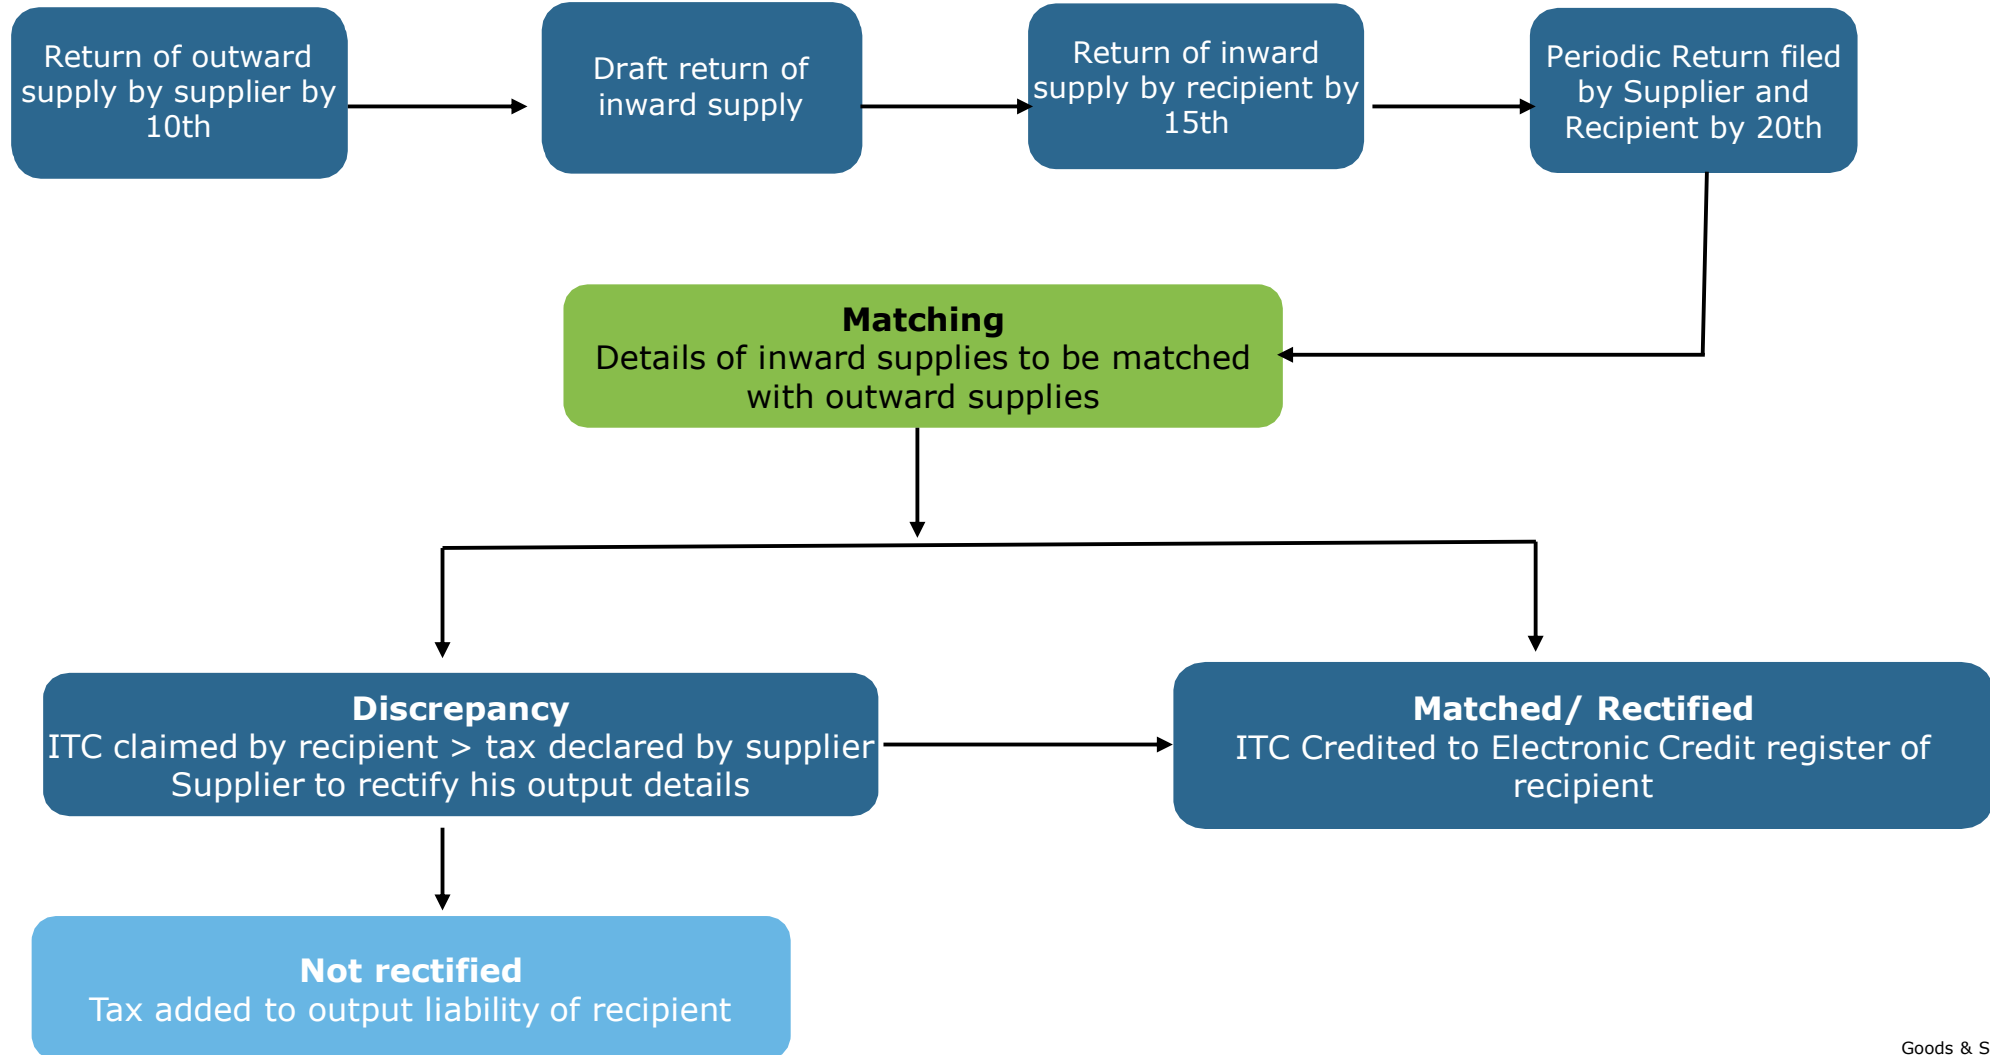 Return of outward
supply by supplier by
10th
Draft return of
inward supply
Return of inward
supply by recipient by
15th
Periodic Return filed
by Supplier and
Recipient by 20th
Matching
Details of inward supplies to be matched
with outward supplies
Discrepancy
ITC claimed by recipient > tax declared by supplier
Supplier to rectify his output details
Matched/ Rectified
ITC Credited to Electronic Credit register of
recipient
Not rectified
Tax added to output liability of recipient
Goods & S